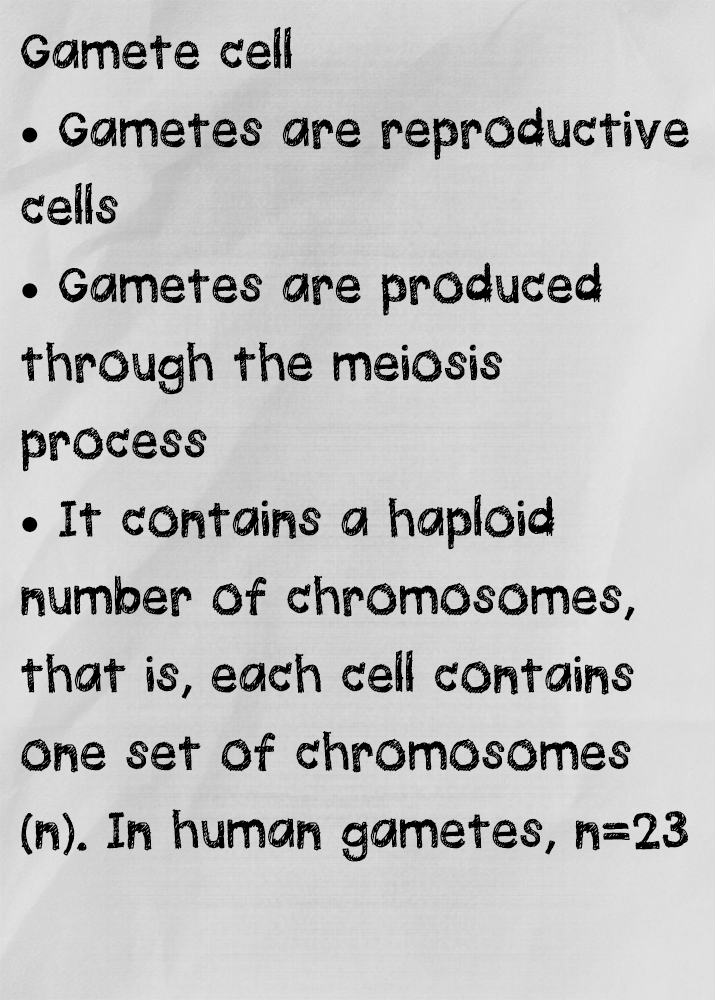 Gamete cell
• Gametes are reproductive
cells
• Gametes are produced
through the meiosis
process
• It contains a haploid
number of chromosomes,
that is, each cell contains
one set of chromosomes
(n). In human gametes, n=23